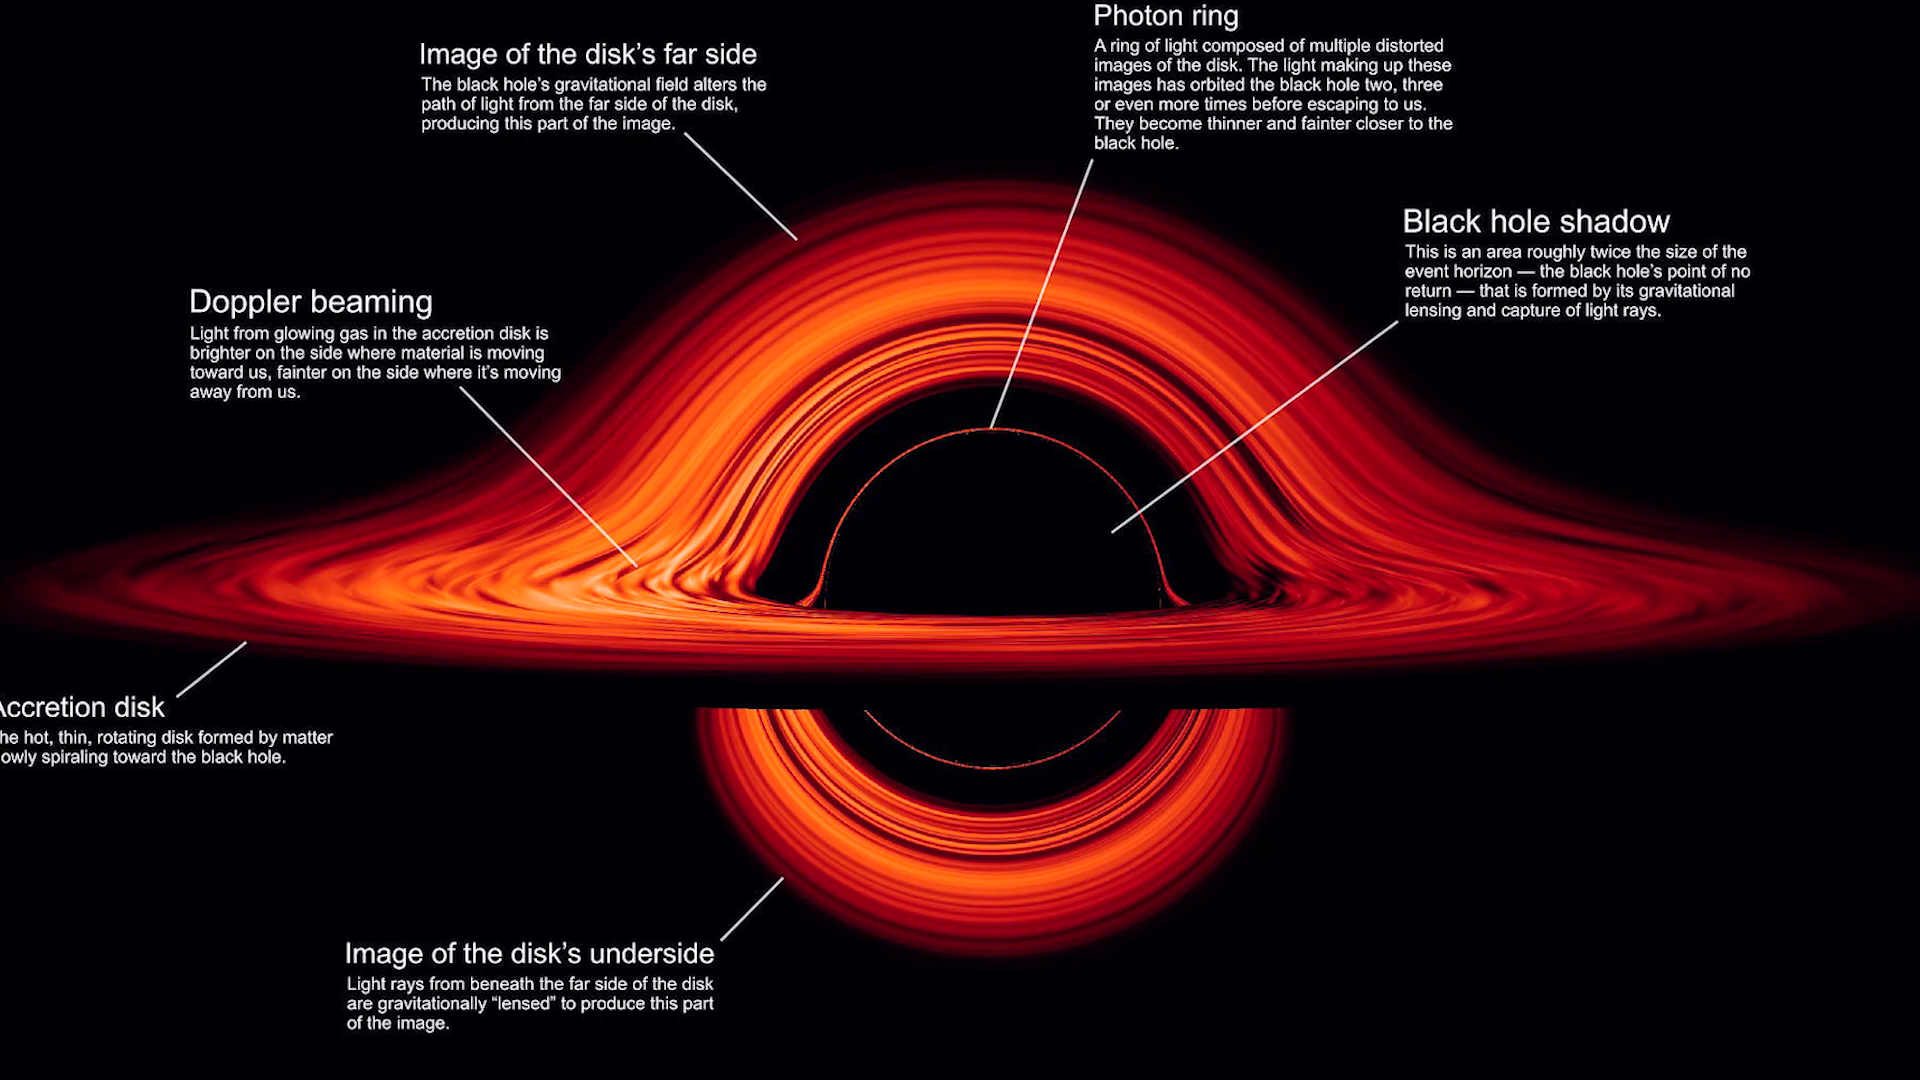 Photon ring
A ring of light composed of multiple distorted
images of the disk. The light making up these
images has orbited the black hole two, three
or even more times before escaping to us.
They become thinner and fainter closer to the
black hole.
Image of the disk's far side
The black hole's gravitational field alters the
path of light from the far side of the disk,
producing this part of the image.
Black hole shadow
This is an area roughly twice the size of the
event horizon — the black hole's point of no
return — that is formed by its gravitational
lensing and capture of light rays.
Doppler beaming
Light from glowing gas in the accretion disk is
brighter on the side where material is moving
toward us, fainter on the side where it's moving
away from us.
Accretion disk
he hot, thin, rotating disk formed by matter
owly spiraling toward the black hole.
Image of the disk's underside
Light rays from beneath the far side of the disk
are gravitationally “lensed” to produce this part
of the image.